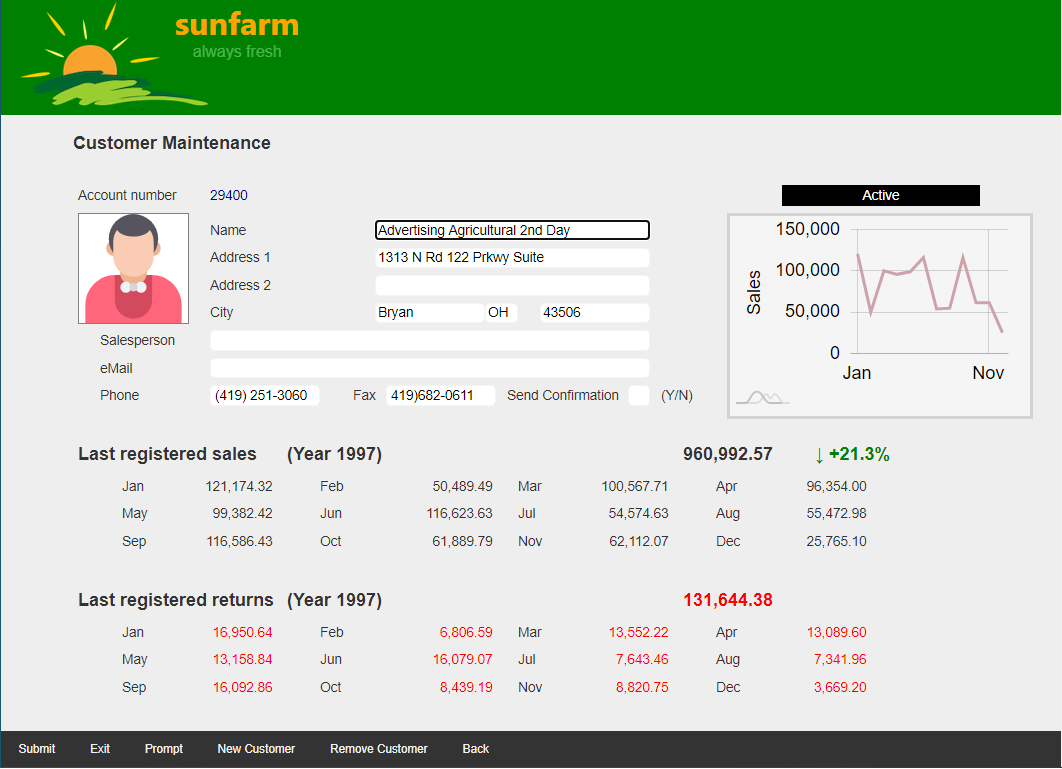 sunfarm
always fresh
Customer Maintenance
Account number 29400
Active
Name Advertising Agricultural 2nd Day
Address 1 1313 N Rd 122 Prkwy Suite
Address 2
City Bryan OH 43506
Salesperson
eMail
Phone (419) 251-3060 Fax 419)682-0611 Send Confirmation (Y/N)
150,000
100,000
50,000
0
Sales
Jan Nov
Last registered sales (Year 1997) 960,992.57 ↓ +21.3%
Jan 121,174.32 Feb 50,489.49 Mar 100,567.71 Apr 96,354.00
May 99,382.42 Jun 116,623.63 Jul 54,574.63 Aug 55,472.98
Sep 116,586.43 Oct 61,889.79 Nov 62,112.07 Dec 25,765.10
Last registered returns (Year 1997) 131,644.38
Jan 16,950.64 Feb 6,806.59 Mar 13,552.22 Apr 13,089.60
May 13,158.84 Jun 16,079.07 Jul 7,643.46 Aug 7,341.96
Sep 16,092.86 Oct 8,439.19 Nov 8,820.75 Dec 3,669.20
Submit Exit Prompt New Customer Remove Customer Back